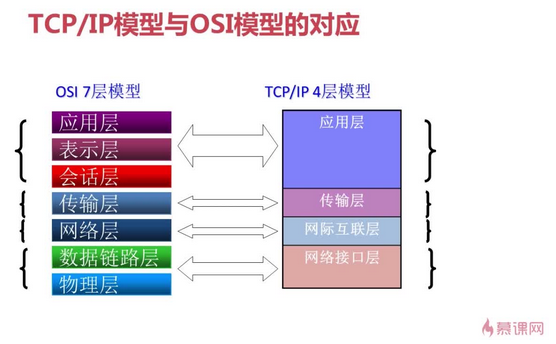 TCP/IP模型与OSI模型的对应
OSI 7层模型
TCP/IP 4层模型
应用层
表示层
会话层
传输层
网络层
数据链路层
物理层
应用层
传输层
网际互联层
网络接口层
慕课网